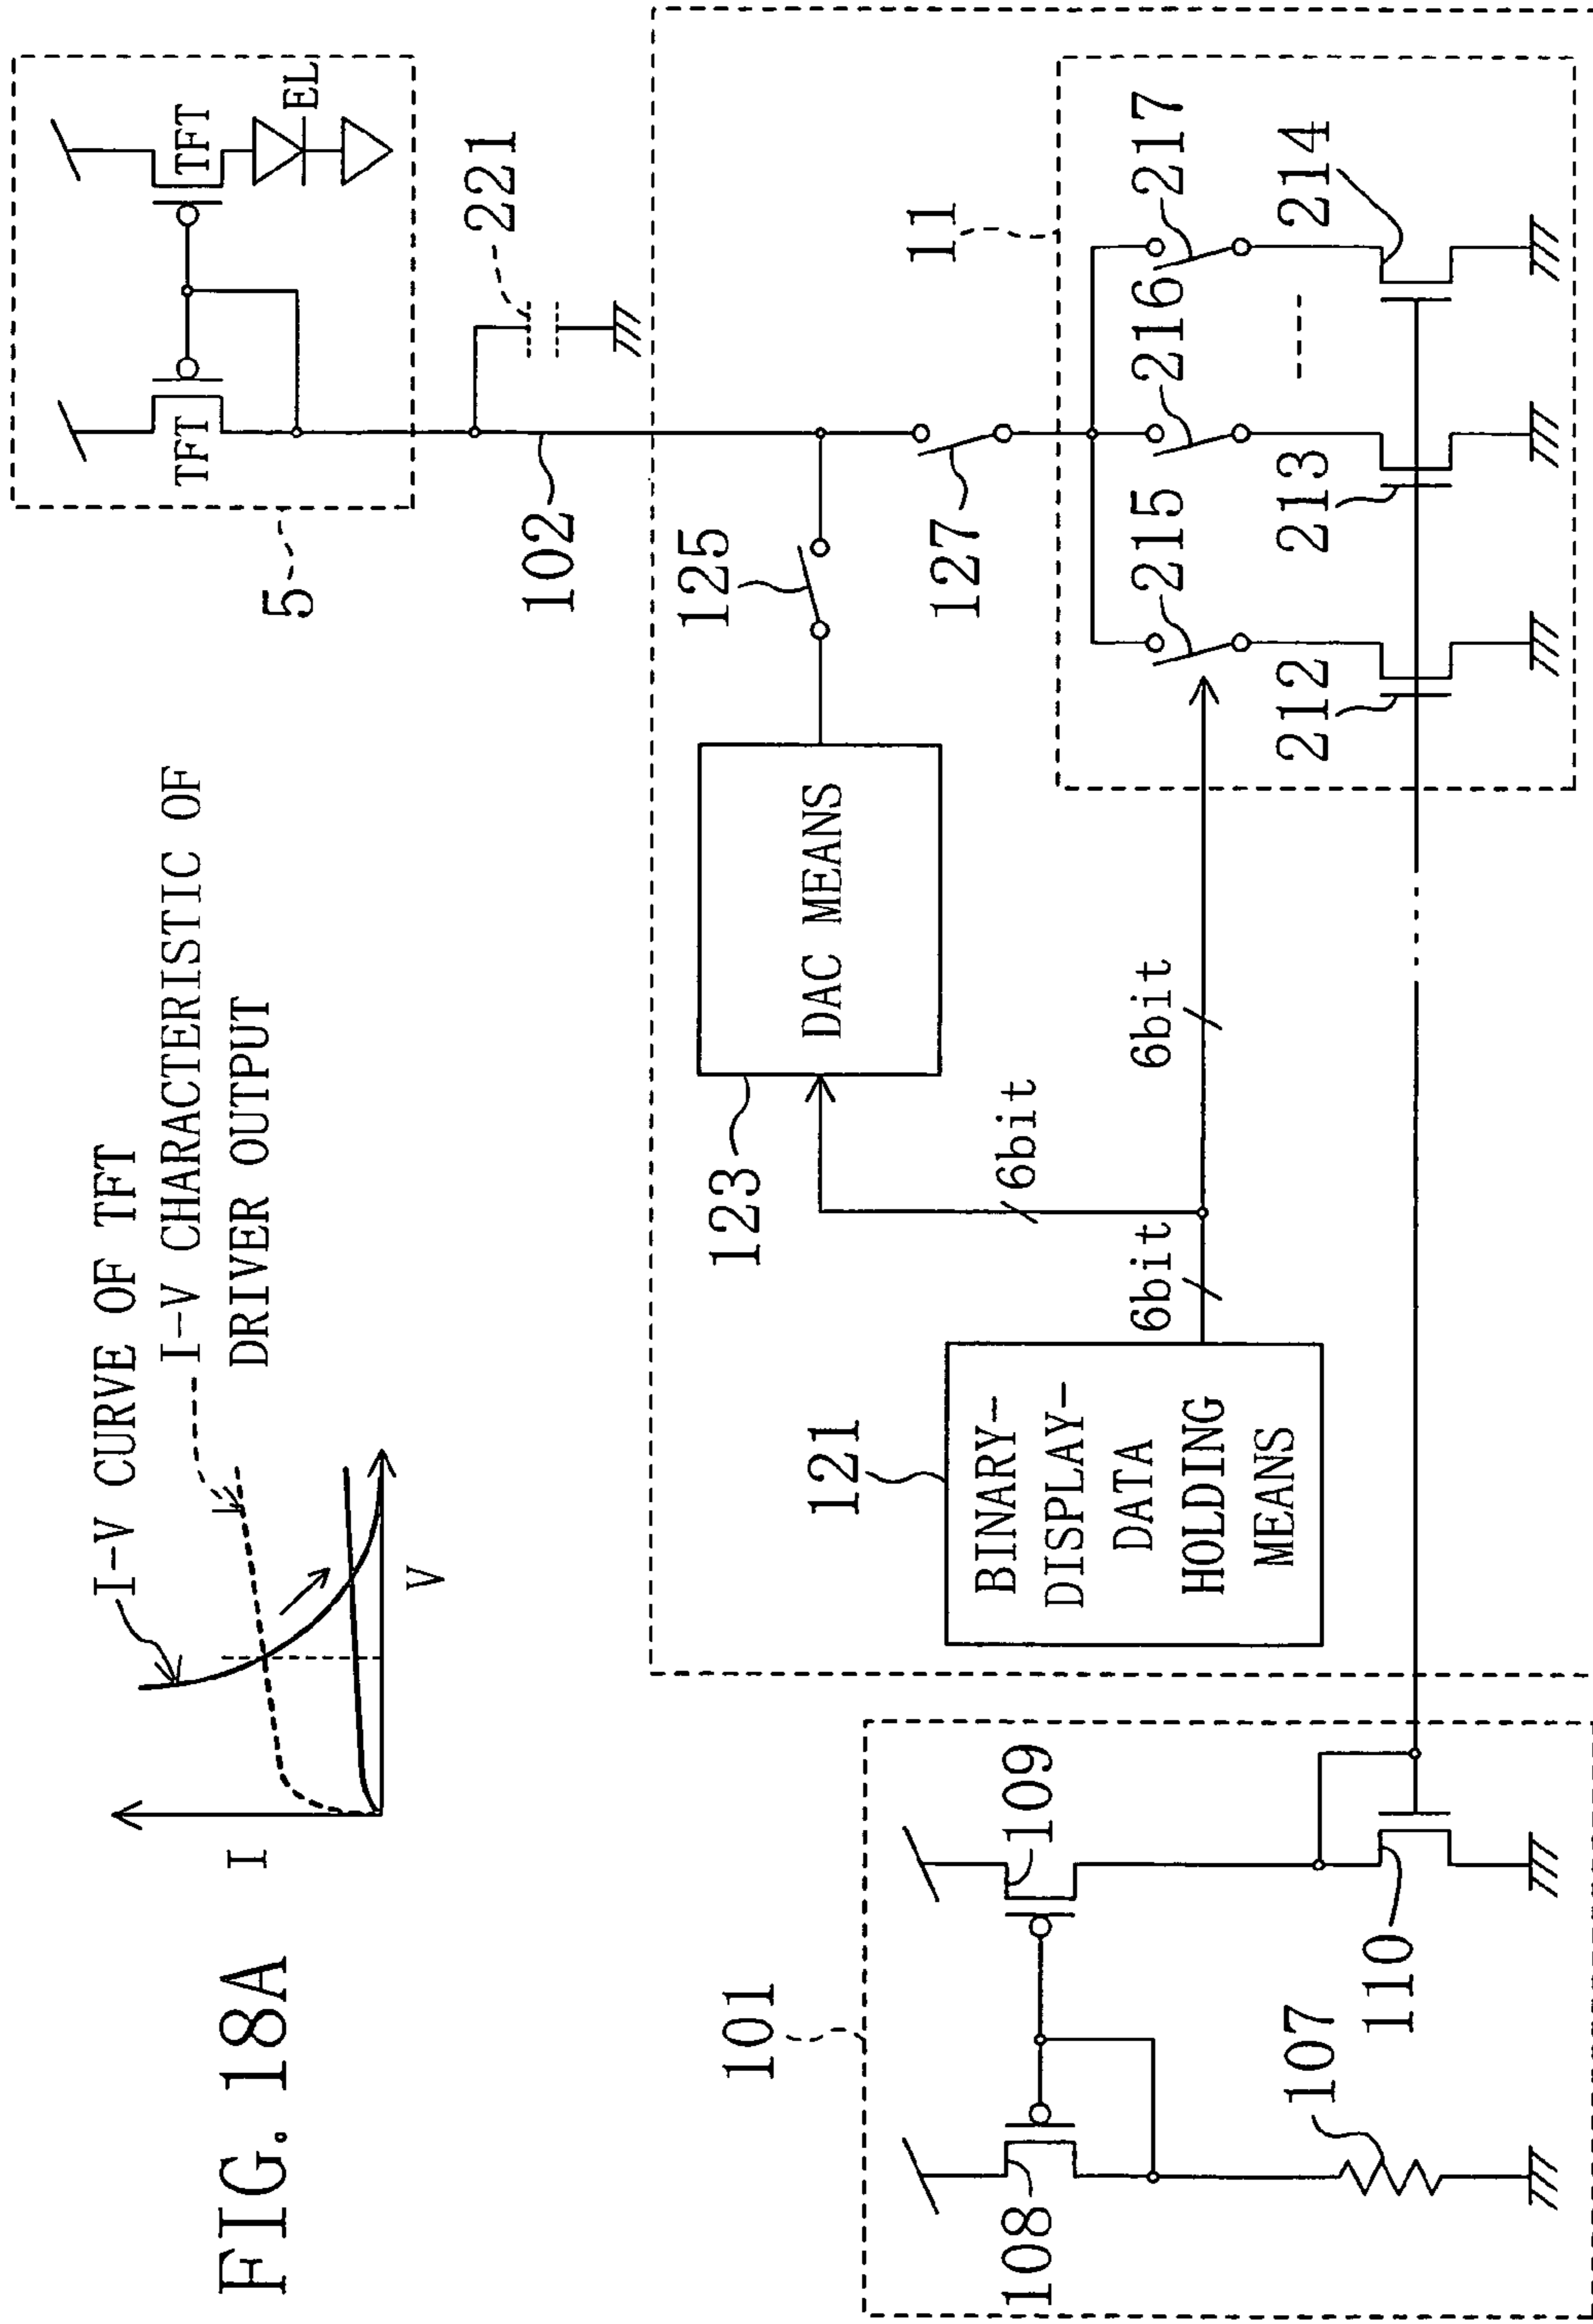 FIG. 18A
I-V CURVE OF TFT
I-V CHARACTERISTIC OF
DRIVER OUTPUT
I
V
TFT
TFT
EL
5
221
102
101
108
109
107
110
121
BINARY-
DISPLAY-
DATA
HOLDING
MEANS
6bit
6bit
6bit
123
DAC MEANS
125
127
11
215
216
217
212
213
214